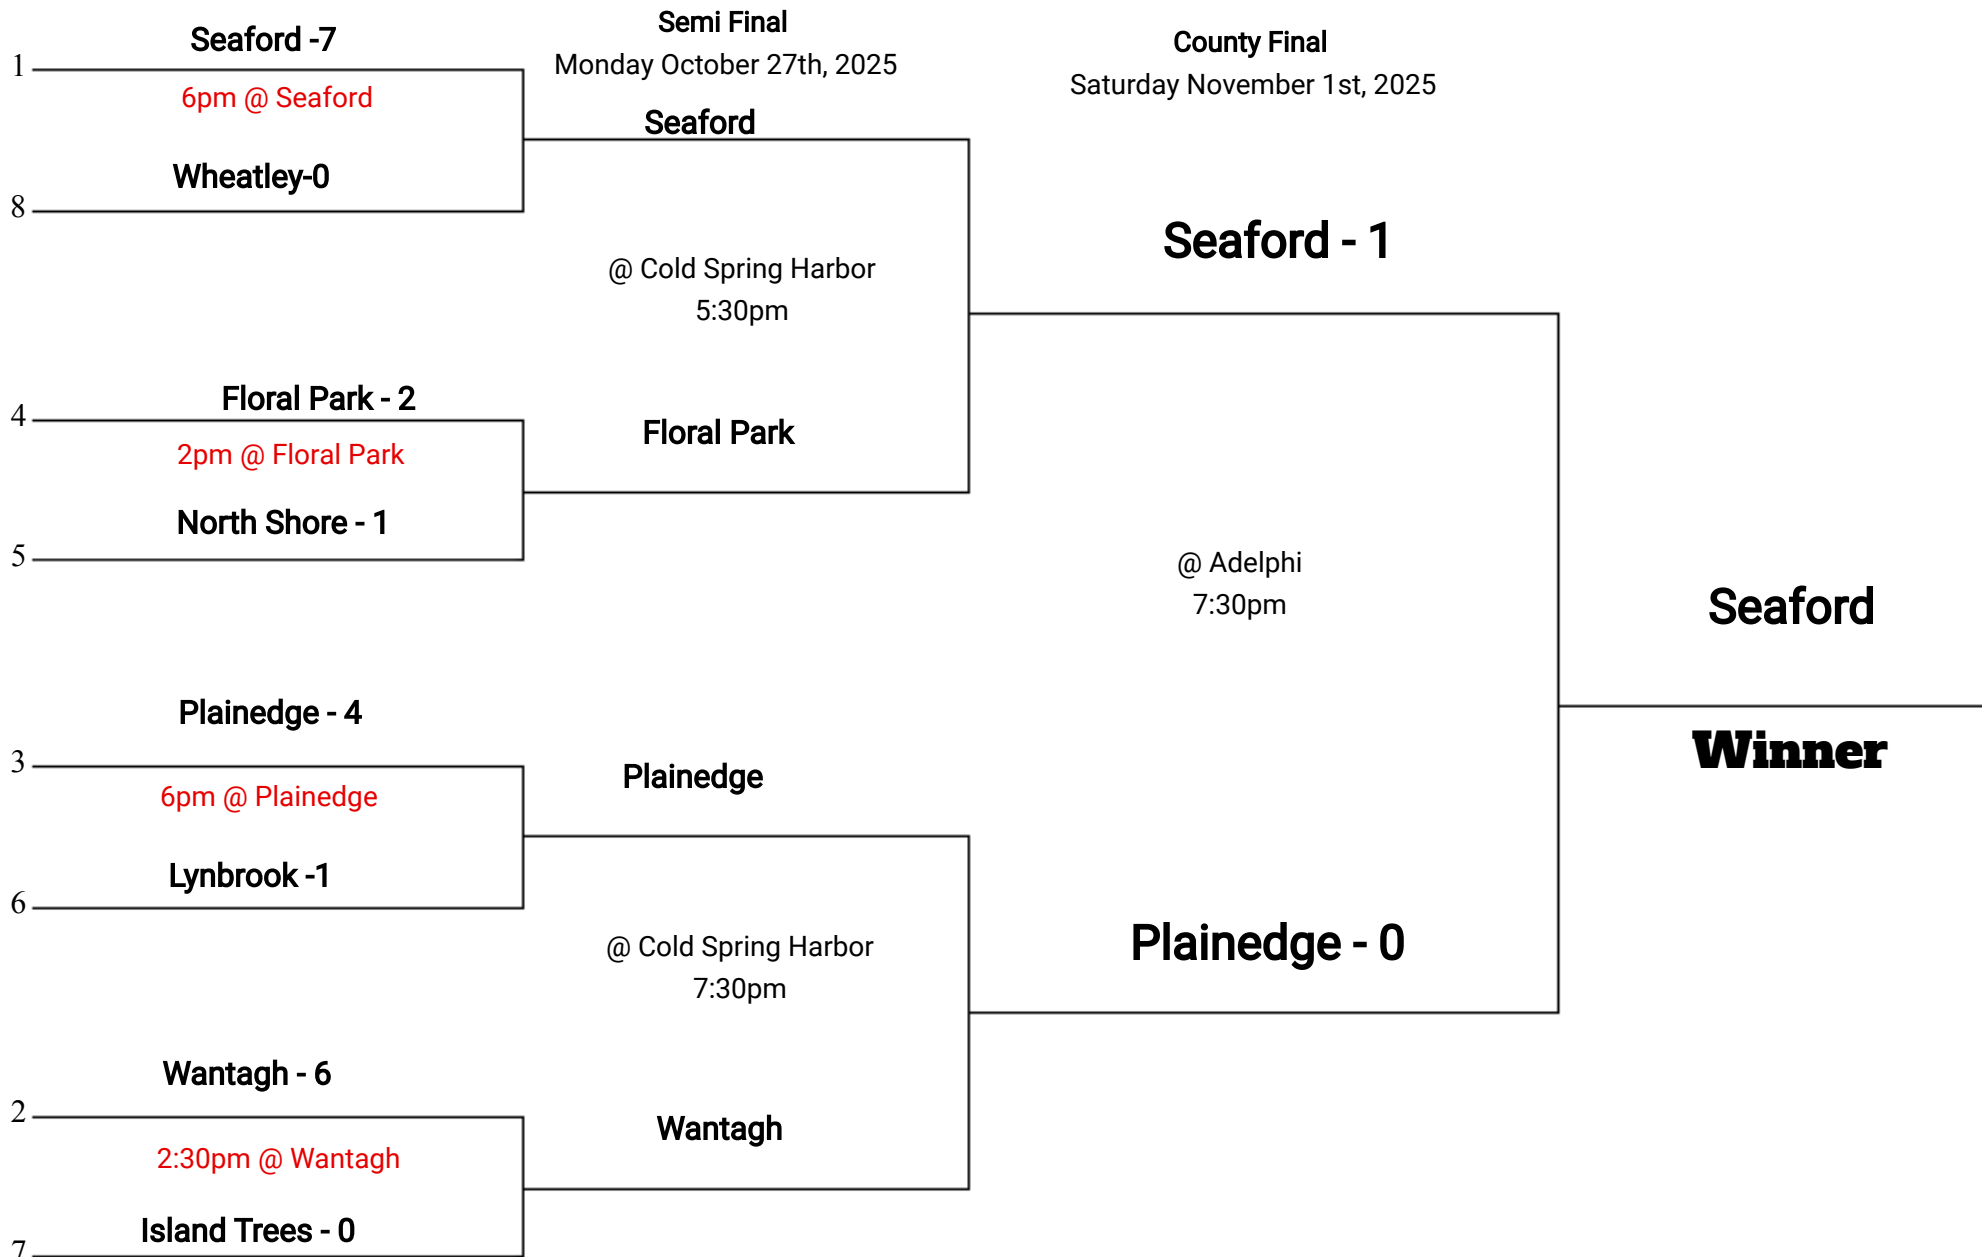 Semi Final
Monday October 27th, 2025
County Final
Saturday November 1st, 2025
Seaford -7
1
6pm @ Seaford
Wheatley-0
8
Seaford
@ Cold Spring Harbor
5:30pm
Floral Park - 2
4
2pm @ Floral Park
North Shore - 1
5
Floral Park
Seaford - 1
@ Adelphi
7:30pm
Plainedge - 4
3
6pm @ Plainedge
Lynbrook -1
6
Plainedge
@ Cold Spring Harbor
7:30pm
Wantagh - 6
2
2:30pm @ Wantagh
Island Trees - 0
7
Wantagh
Plainedge - 0
Seaford
Winner